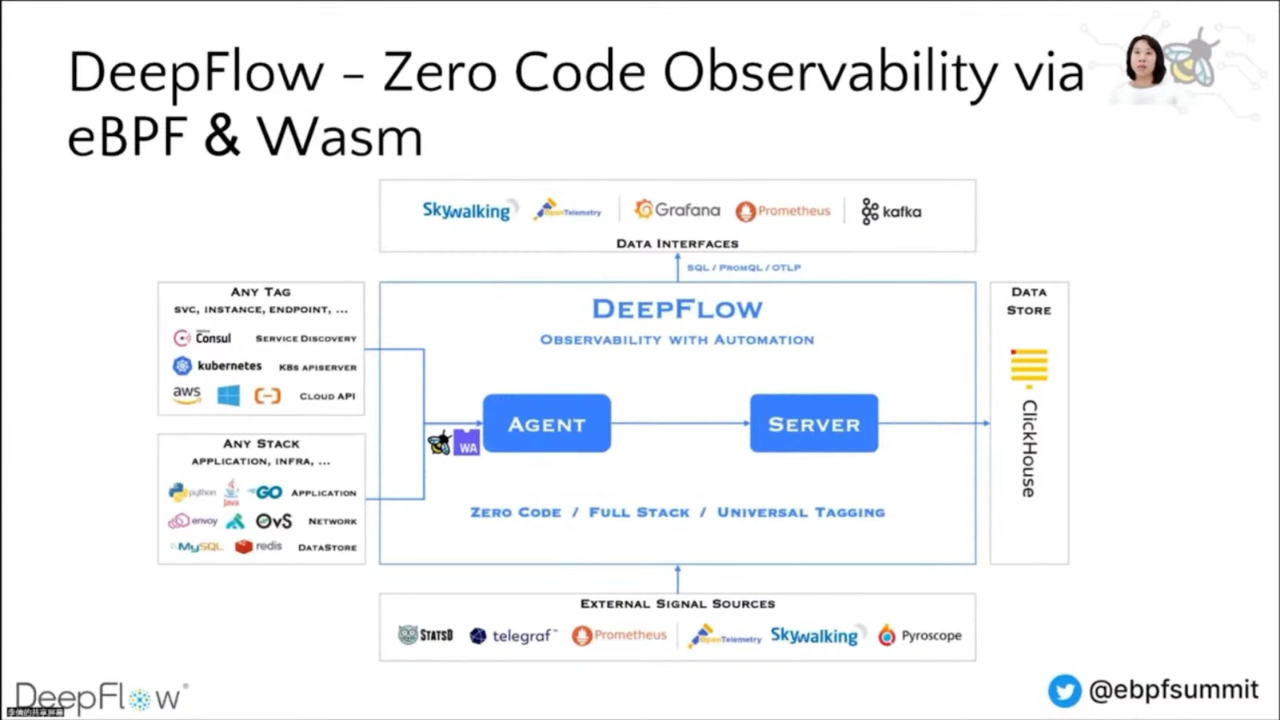 DeepFlow – Zero Code Observability via
eBPF & Wasm
Skywalking OpenTelemetry Grafana Prometheus kafka
DATA INTERFACES
SQL / PROMQL / OTLP
ANY TAG
SVC, INSTANCE, ENDPOINT, ...
Consul SERVICE DISCOVERY
kubernetes K8S APISERVER
aws CLOUD API
ANY STACK
APPLICATION, INFRA, ...
python Java GO APPLICATION
envoy OVS NETWORK
MySQL redis DATASTORE
DEEPFLOW
OBSERVABILITY WITH AUTOMATION
WA
AGENT
SERVER
ZERO CODE / FULL STACK / UNIVERSAL TAGGING
DATA
STORE
ClickHouse
EXTERNAL SIGNAL SOURCES
STATSD telegraf Prometheus OpenTelemetry Skywalking Pyroscope
DeepFlow®
@ebpfsummit